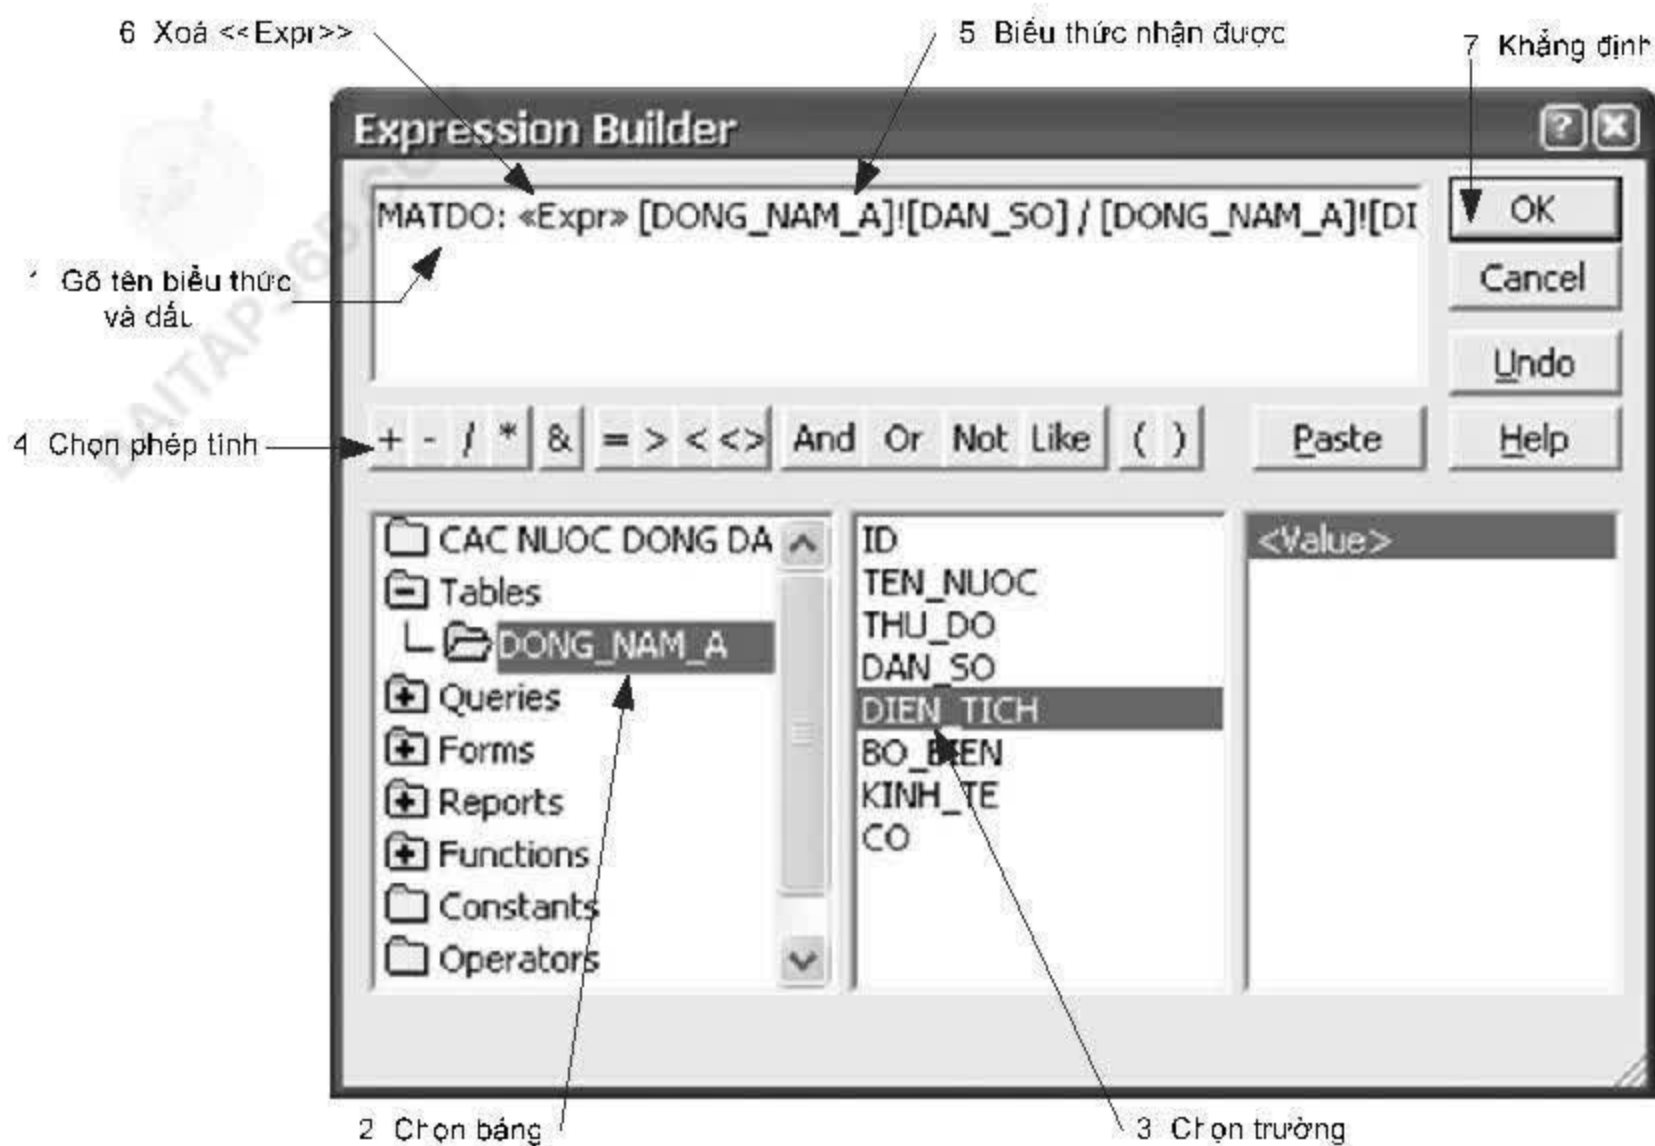 6 Xoá <<Expr>>
5 Biểu thức nhận được
7 Khẳng định
Expression Builder
MATDO: «Expr» [DONG_NAM_A]![DAN_SO] / [DONG_NAM_A]![DI
OK
Cancel
Undo
1 Gõ tên biểu thức
và dấu
4 Chọn phép tính
+ - / * & = > < <> And Or Not Like ( )
Paste
Help
CAC NUOC DONG DA
Tables
DONG_NAM_A
Queries
Forms
Reports
Functions
Constants
Operators
ID
TEN_NUOC
THU_DO
DAN_SO
DIEN_TICH
BO_BIEN
KINH_TE
CO
<Value>
2 Chọn bảng
3 Chọn trường
BAITAP365.COM